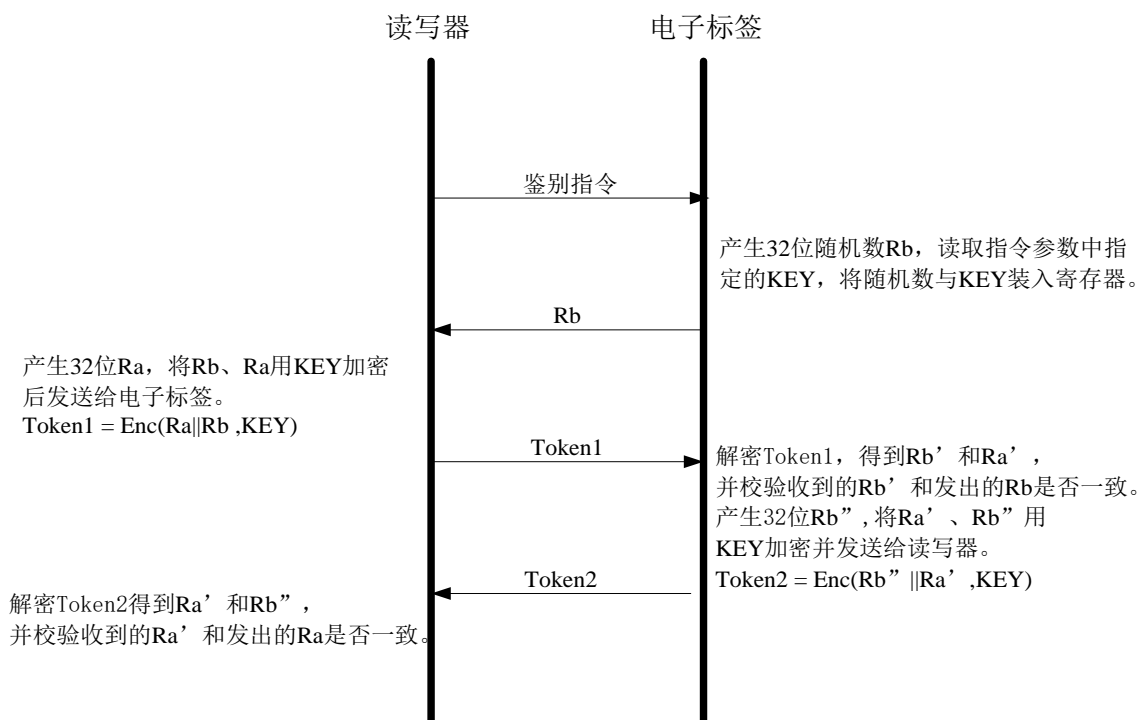 读写器
电子标签
鉴别指令
产生32位随机数Rb，读取指令参数中指
定的KEY，将随机数与KEY装入寄存器。
Rb
产生32位Ra，将Rb、Ra用KEY加密
后发送给电子标签。
Token1 = Enc(Ra||Rb ,KEY)
Token1
解密Token1，得到Rb’和Ra’，
并校验收到的Rb’和发出的Rb是否一致。
产生32位Rb”,将Ra’、Rb”用
KEY加密并发送给读写器。
Token2 = Enc(Rb”||Ra’,KEY)
Token2
解密Token2得到Ra’和Rb”，
并校验收到的Ra’和发出的Ra是否一致。